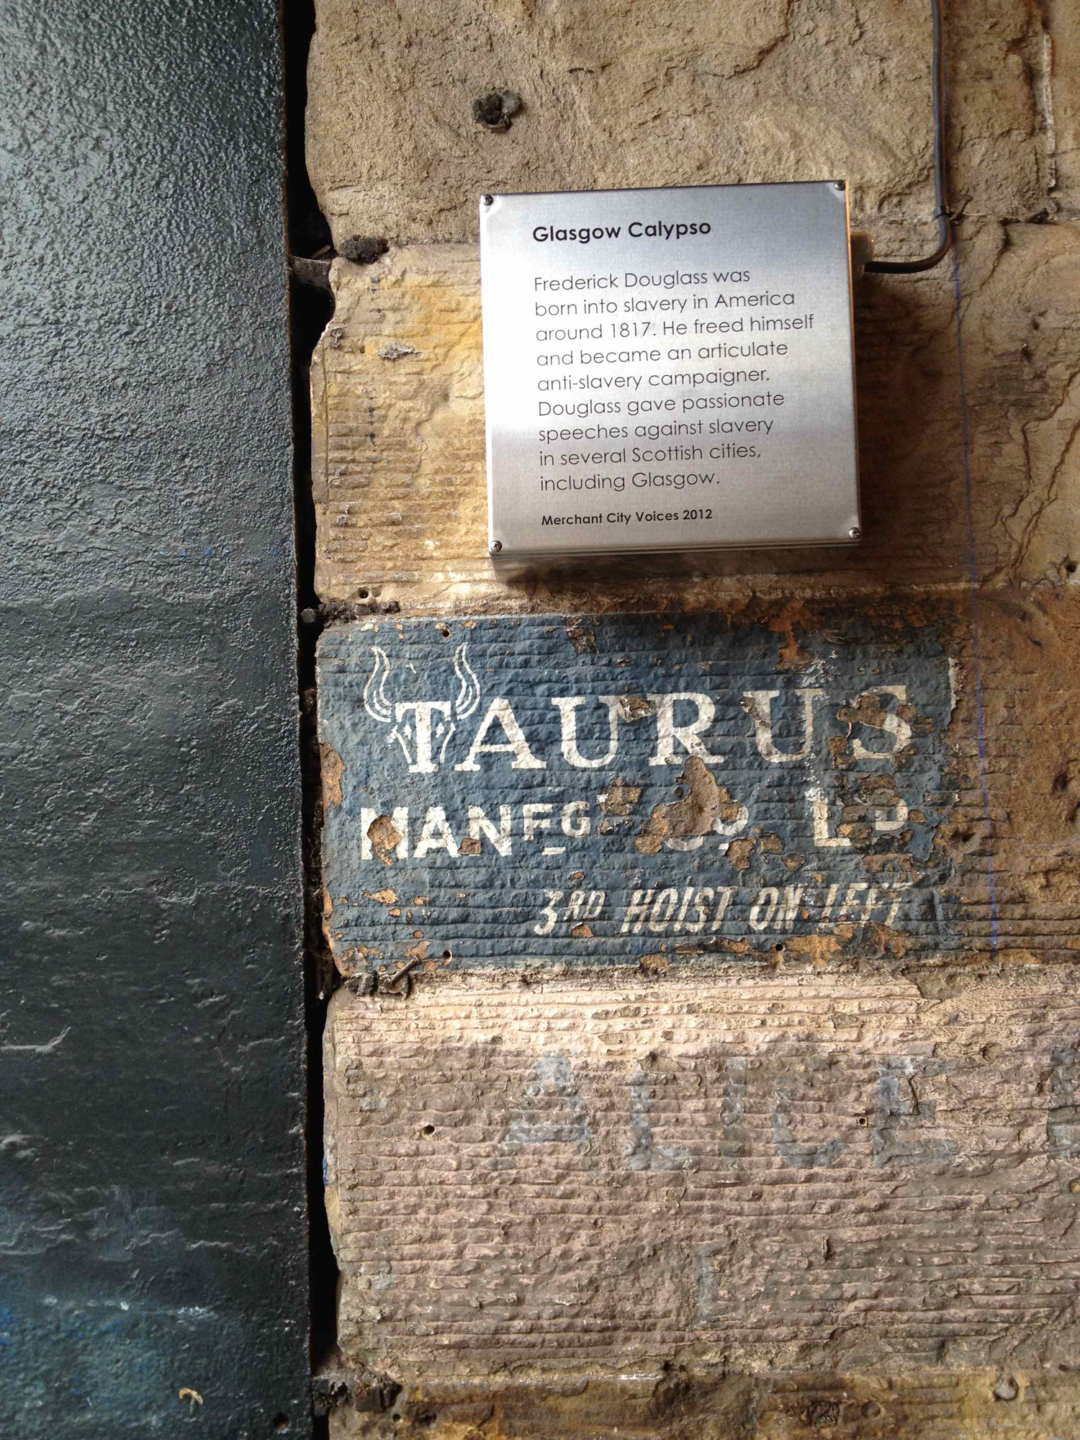 Glasgow Calypso
Frederick Douglass was
born into slavery in America
around 1817. He freed himself
and became an articulate
anti-slavery campaigner.
Douglass gave passionate
speeches against slavery
in several Scottish cities,
including Glasgow.
Merchant City Voices 2012
TAURUS
MANFG LD
3RD HOIST ON LEFT